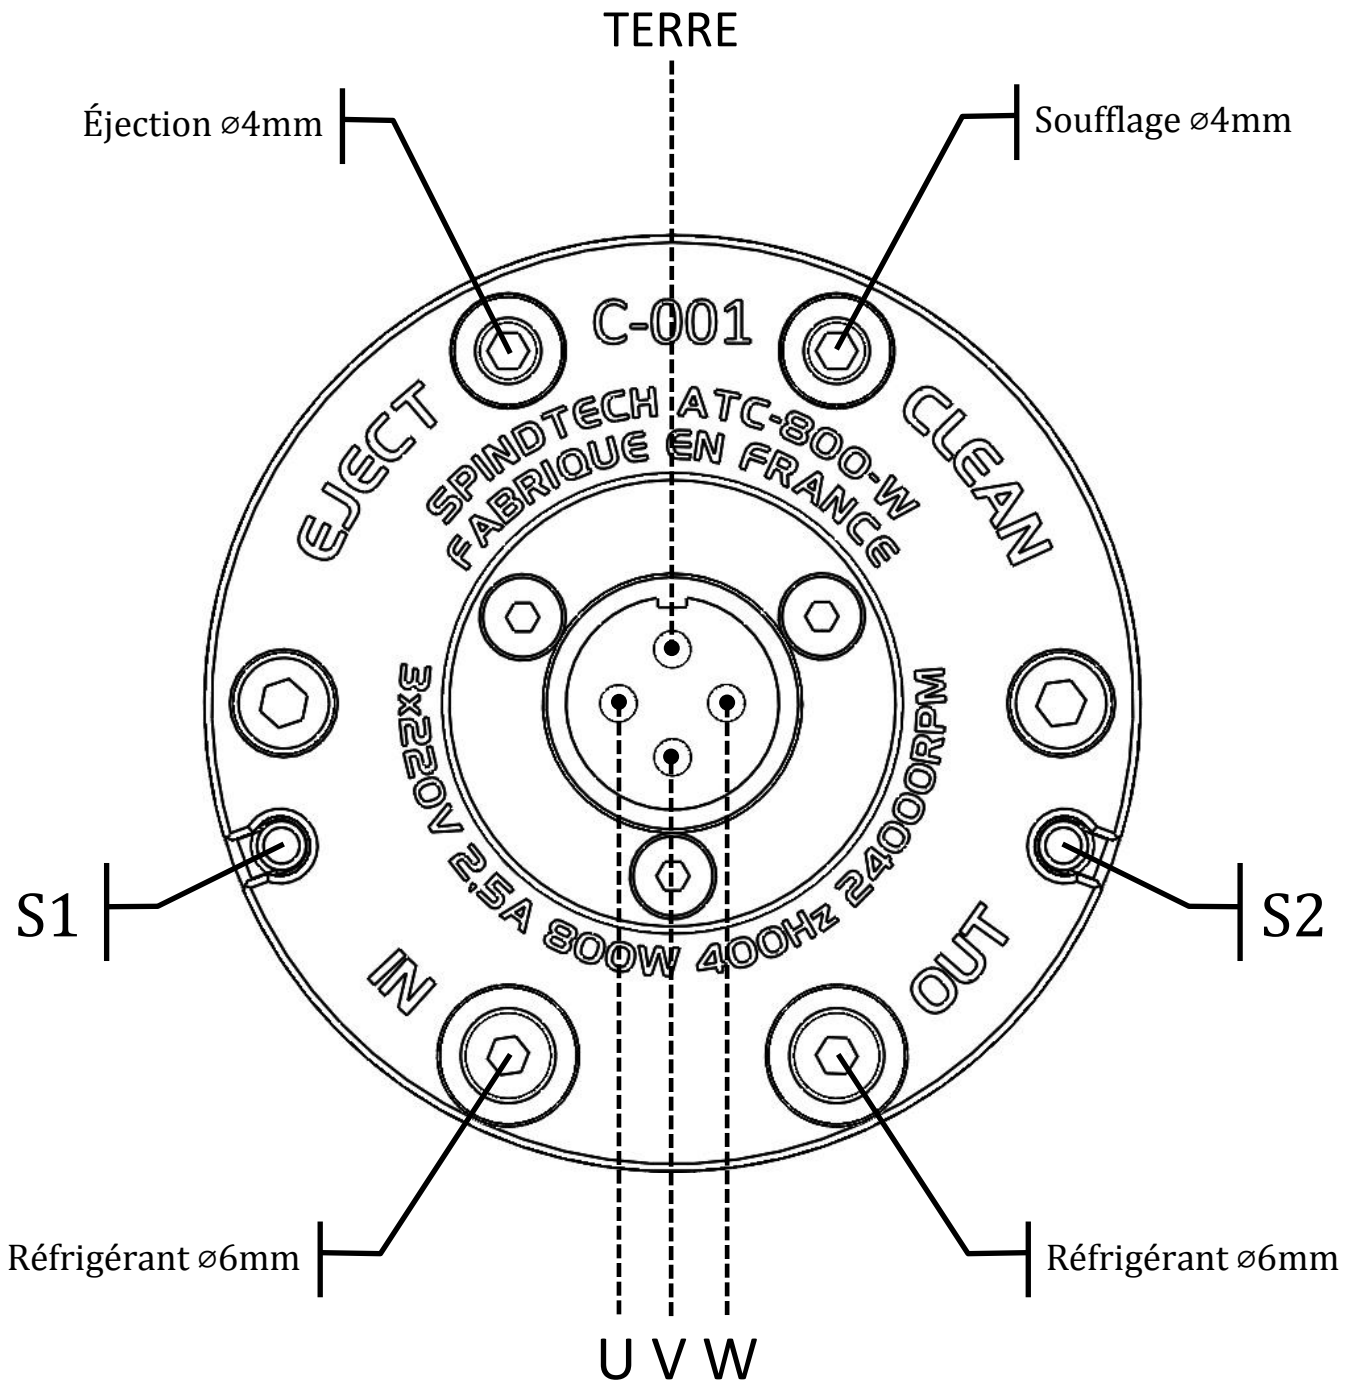 TERRE
Éjection ⌀4mm
Soufflage ⌀4mm
C-001
EJECT
CLEAN
SPINDTECH ATC-800-W
FABRIQUE EN FRANCE
3x220V 2,5A 800W 400Hz 24000RPM
S1
S2
IN
OUT
Réfrigérant ⌀6mm
Réfrigérant ⌀6mm
U V W